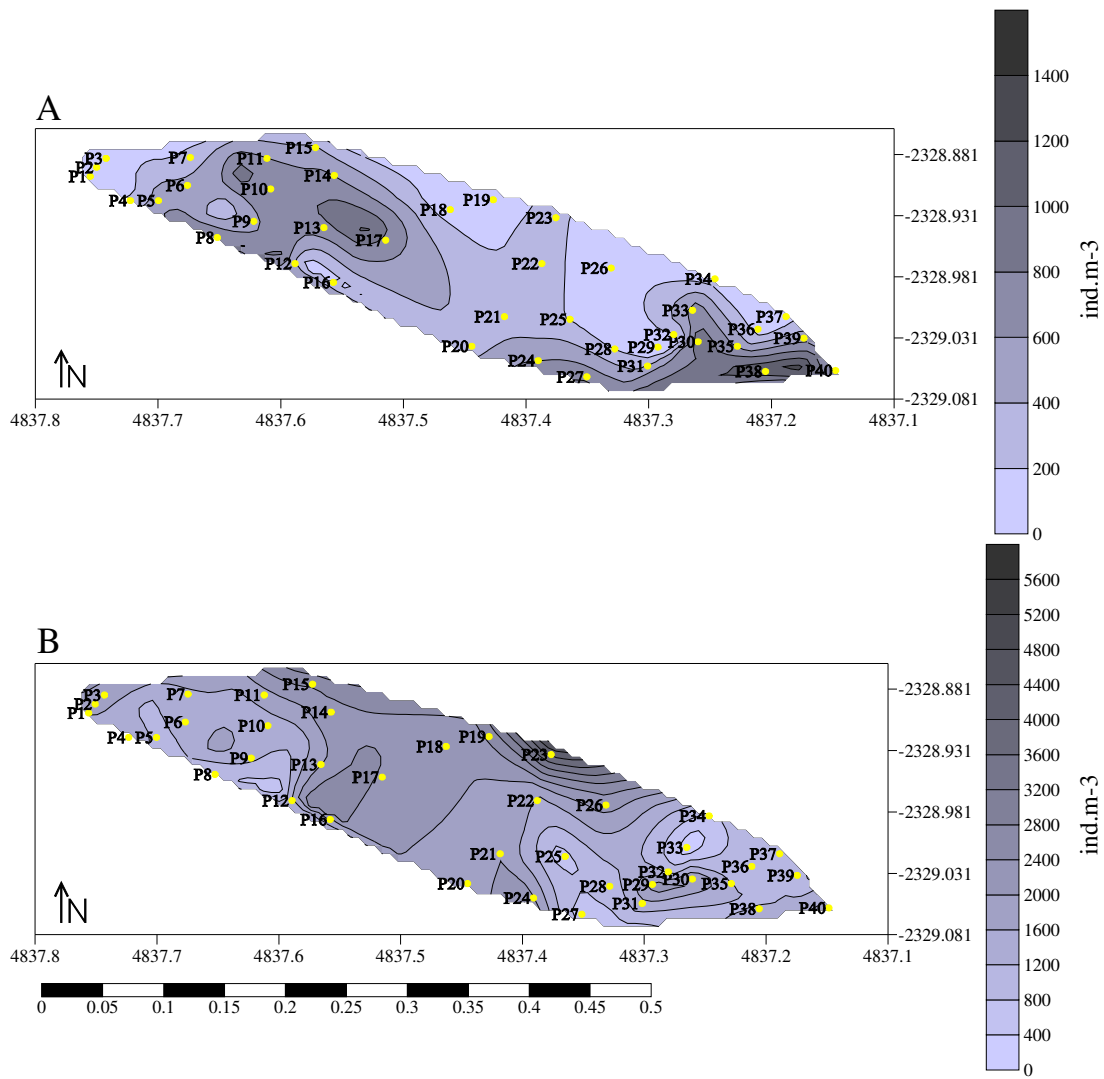 A
P3
P2
P1
P4
P5
P7
P6
P8
P9
P11
P10
P15
P14
P13
P12
P16
P17
P18
P19
P23
P22
P26
P21
P25
P20
P24
P27
P28
P29
P31
P32
P30
P33
P34
P35
P36
P37
P39
P38
P40
N
4837.8 4837.7 4837.6 4837.5 4837.4 4837.3 4837.2 4837.1
-2328.881
-2328.931
-2328.981
-2329.031
-2329.081
1400
1200
1000
800
600
400
200
0
ind.m-3
B
P3
P2
P1
P4
P5
P7
P6
P8
P9
P11
P10
P15
P14
P13
P12
P16
P17
P18
P19
P23
P22
P26
P21
P25
P20
P24
P27
P28
P29
P31
P32
P30
P33
P34
P35
P36
P37
P39
P38
P40
N
4837.8 4837.7 4837.6 4837.5 4837.4 4837.3 4837.2 4837.1
-2328.881
-2328.931
-2328.981
-2329.031
-2329.081
5600
5200
4800
4400
4000
3600
3200
2800
2400
2000
1600
1200
800
400
0
ind.m-3
0 0.05 0.1 0.15 0.2 0.25 0.3 0.35 0.4 0.45 0.5